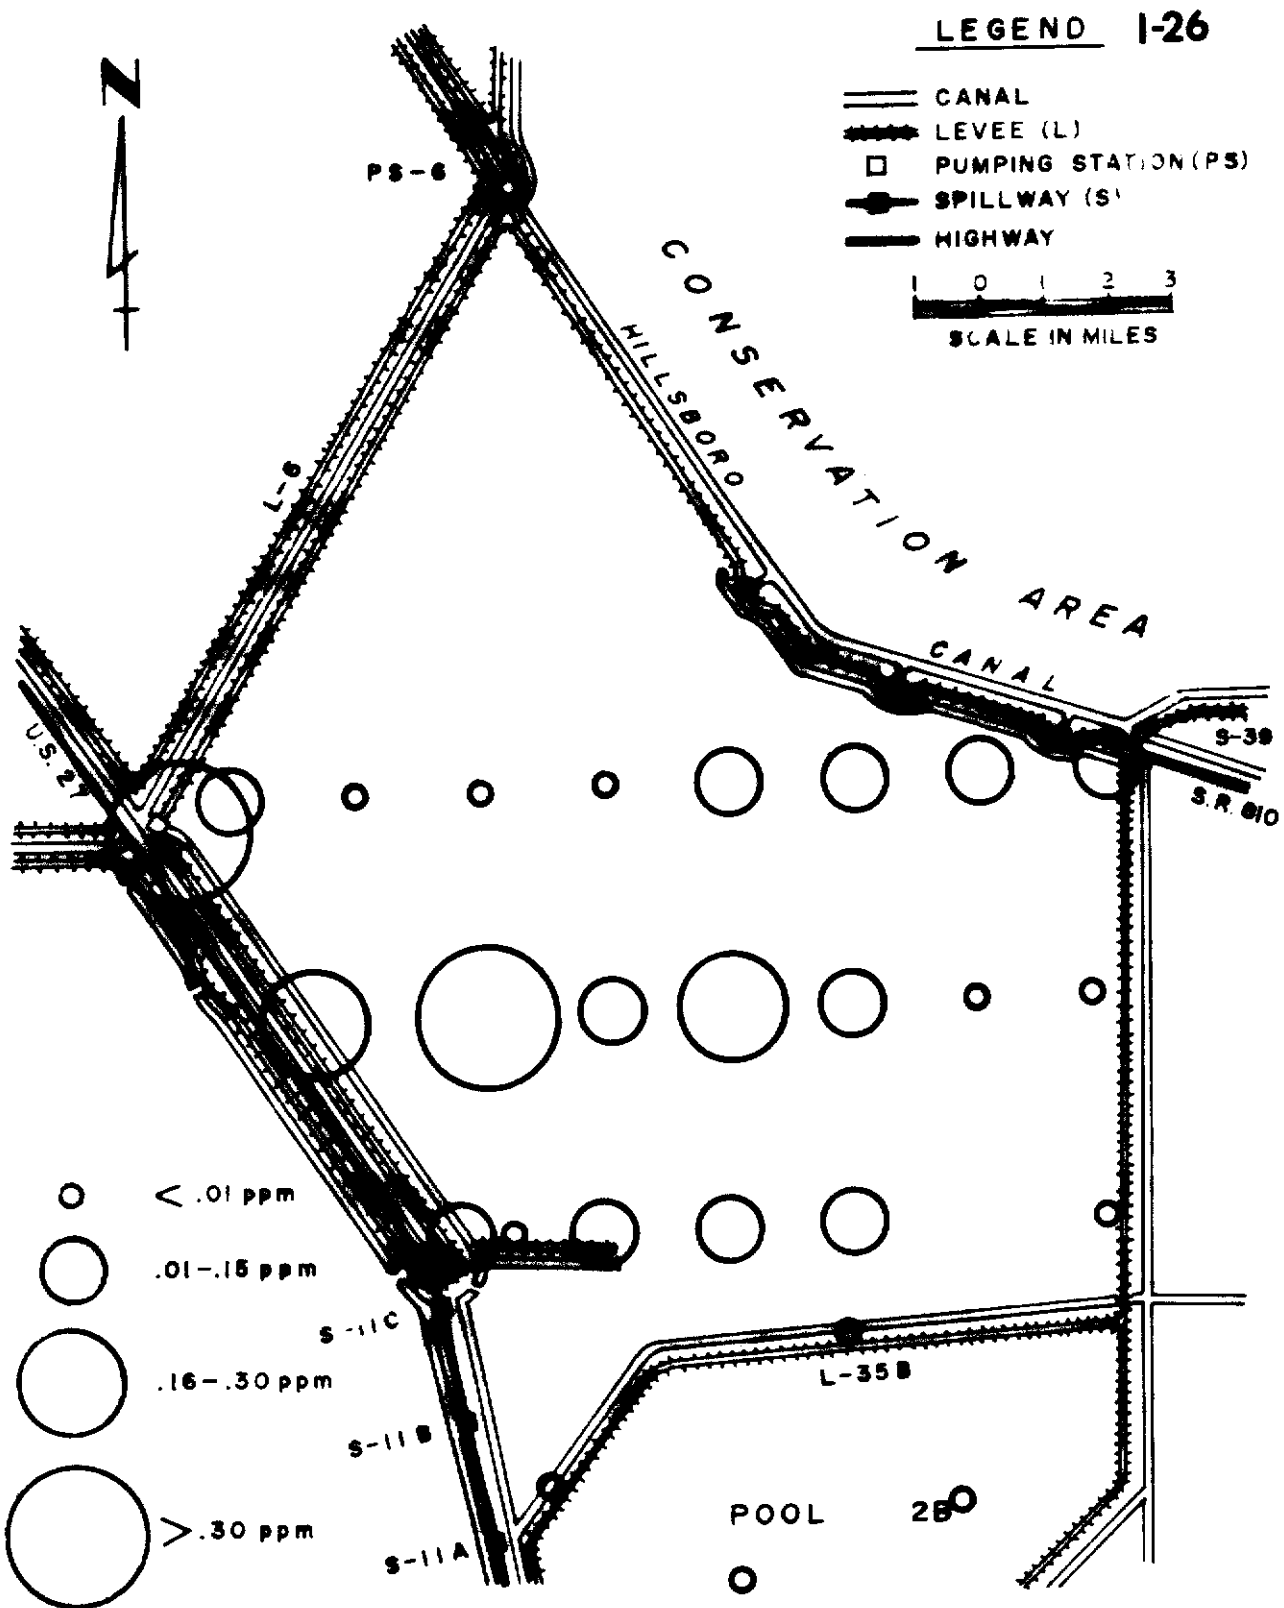 LEGEND I-26
N
CANAL
LEVEE (L)
PUMPING STATION (PS)
SPILLWAY (S)
HIGHWAY
1 0 1 2 3
SCALE IN MILES
PS-6
CONSERVATION AREA
HILLSBORO CANAL
L-6
U.S. 27
S-39
S.R. 810
< .01 ppm
.01-.15 ppm
.16-.30 ppm
> .30 ppm
S-11C
S-11B
S-11A
L-35B
POOL 2B